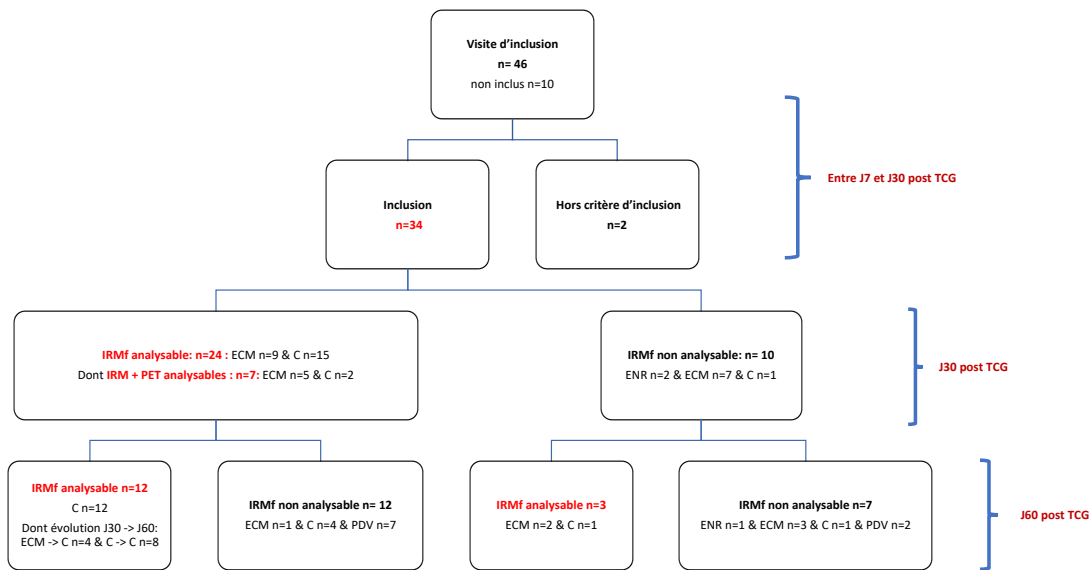 Visite d'inclusion
n= 46
non inclus n=10
Entre J7 et J30 post TCG
Inclusion
n=34
Hors critère d'inclusion
n=2
IRMf analysable: n=24 : ECM n=9 & C n=15
Dont IRM + PET analysables : n=7: ECM n=5 & C n=2
IRMf non analysable: n= 10
ENR n=2 & ECM n=7 & C n=1
J30 post TCG
IRMf analysable n=12
C n=12
Dont évolution J30 -> J60:
ECM -> C n=4 & C -> C n=8
IRMf non analysable n= 12
ECM n=1 & C n=4 & PDV n=7
IRMf analysable n=3
ECM n=2 & C n=1
IRMf non analysable n=7
ENR n=1 & ECM n=3 & C n=1 & PDV n=2
J60 post TCG